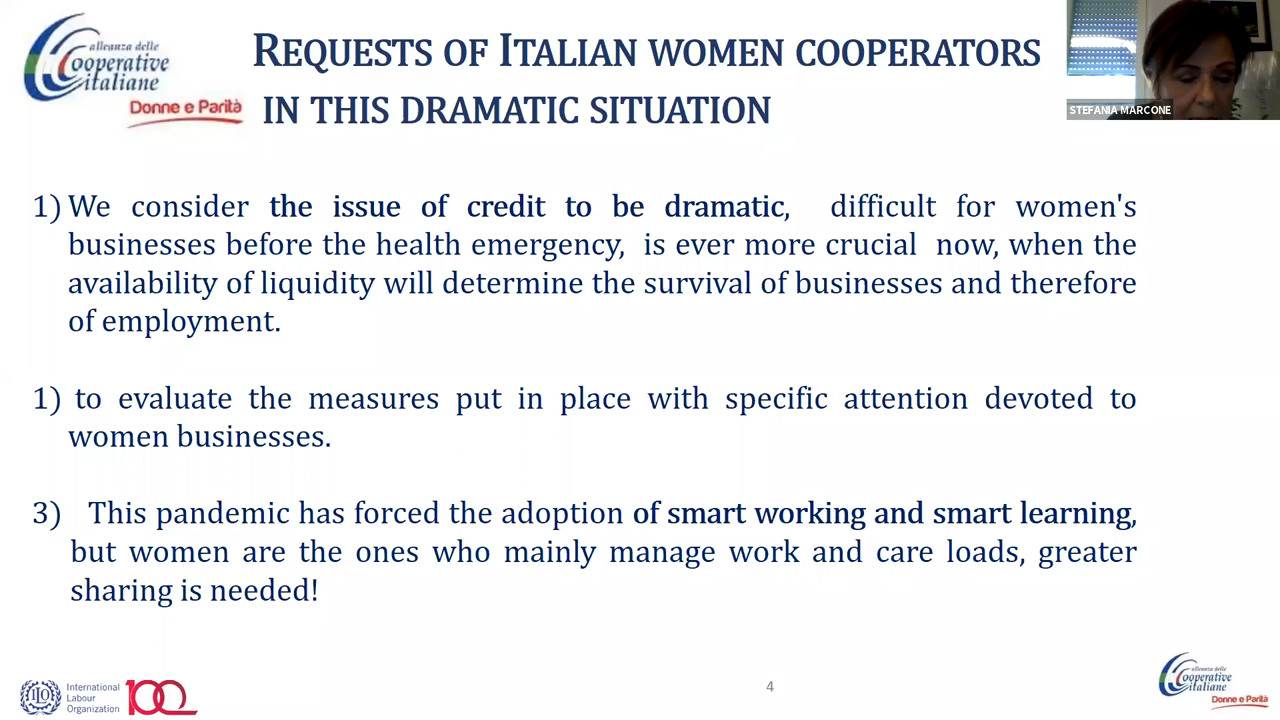 alleanza delle
Cooperative
italiane
Donne e Parità
REQUESTS OF ITALIAN WOMEN COOPERATORS
IN THIS DRAMATIC SITUATION
STEFANIA MARCONE
1) We consider the issue of credit to be dramatic, difficult for women's
businesses before the health emergency, is ever more crucial now, when the
availability of liquidity will determine the survival of businesses and therefore
of employment.
1) to evaluate the measures put in place with specific attention devoted to
women businesses.
3) This pandemic has forced the adoption of smart working and smart learning,
but women are the ones who mainly manage work and care loads, greater
sharing is needed!
ILO
International
Labour
Organization
100
4
alleanza delle
Cooperative
italiane
Donne e Parità